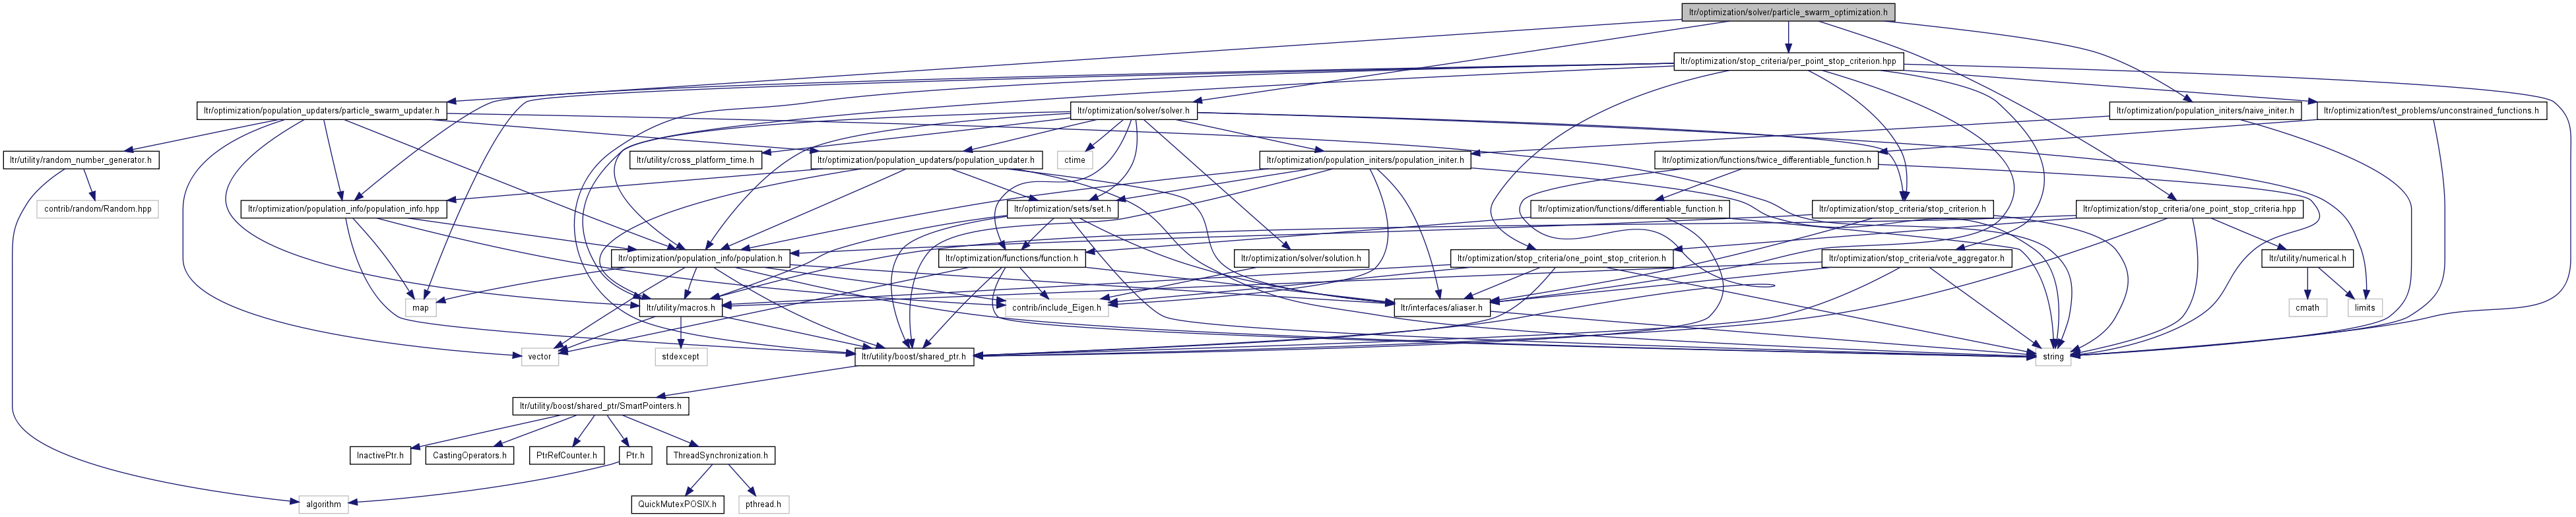 ltr/optimization/solver/particle_swarm_optimization.h
ltr/optimization/stop_criteria/per_point_stop_criterion.hpp
ltr/optimization/population_updaters/particle_swarm_updater.h
ltr/optimization/solver/solver.h
ltr/optimization/population_initers/naive_initer.h
ltr/optimization/test_problems/unconstrained_functions.h
ltr/utility/random_number_generator.h
ltr/utility/cross_platform_time.h
ltr/optimization/population_updaters/population_updater.h
ctime
ltr/optimization/population_initers/population_initer.h
ltr/optimization/functions/twice_differentiable_function.h
contrib/random/Random.hpp
ltr/optimization/population_info/population_info.hpp
ltr/optimization/sets/set.h
ltr/optimization/functions/differentiable_function.h
ltr/optimization/stop_criteria/stop_criterion.h
ltr/optimization/stop_criteria/one_point_stop_criteria.hpp
ltr/optimization/population_info/population.h
ltr/optimization/functions/function.h
ltr/optimization/solver/solution.h
ltr/optimization/stop_criteria/one_point_stop_criterion.h
ltr/optimization/stop_criteria/vote_aggregator.h
ltr/utility/numerical.h
map
ltr/utility/macros.h
contrib/include_Eigen.h
ltr/interfaces/aliaser.h
cmath
limits
vector
stdexcept
ltr/utility/boost/shared_ptr.h
string
ltr/utility/boost/shared_ptr/SmartPointers.h
InactivePtr.h
CastingOperators.h
PtrRefCounter.h
Ptr.h
ThreadSynchronization.h
algorithm
QuickMutexPOSIX.h
pthread.h